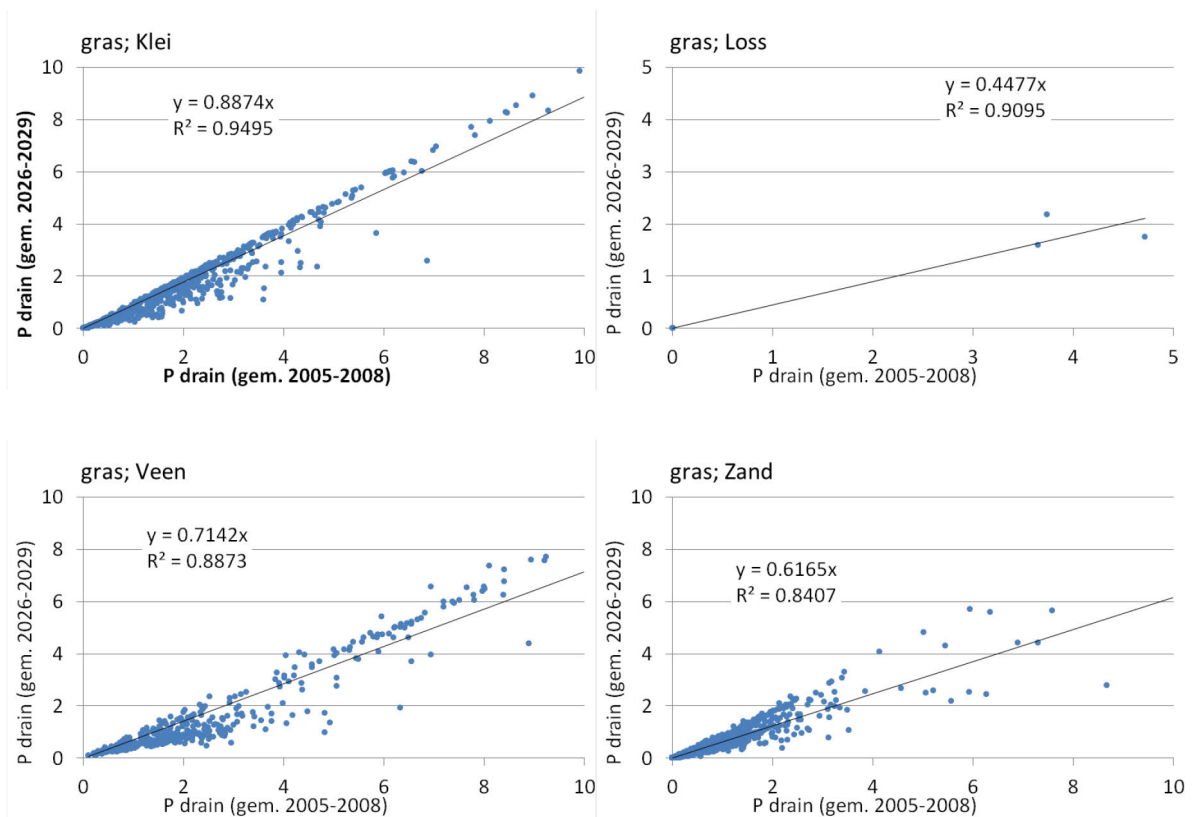 gras; Klei
10
8
6
4
2
0
y = 0.8874x
R² = 0.9495
P drain (gem. 2026-2029)
0 2 4 6 8 10
P drain (gem. 2005-2008)
gras; Loss
5
4
3
2
1
0
y = 0.4477x
R² = 0.9095
P drain (gem. 2026-2029)
0 1 2 3 4 5
P drain (gem. 2005-2008)
gras; Veen
10
8
6
4
2
0
y = 0.7142x
R² = 0.8873
P drain (gem. 2026-2029)
0 2 4 6 8 10
P drain (gem. 2005-2008)
gras; Zand
10
8
6
4
2
0
y = 0.6165x
R² = 0.8407
P drain (gem. 2026-2029)
0 2 4 6 8 10
P drain (gem. 2005-2008)